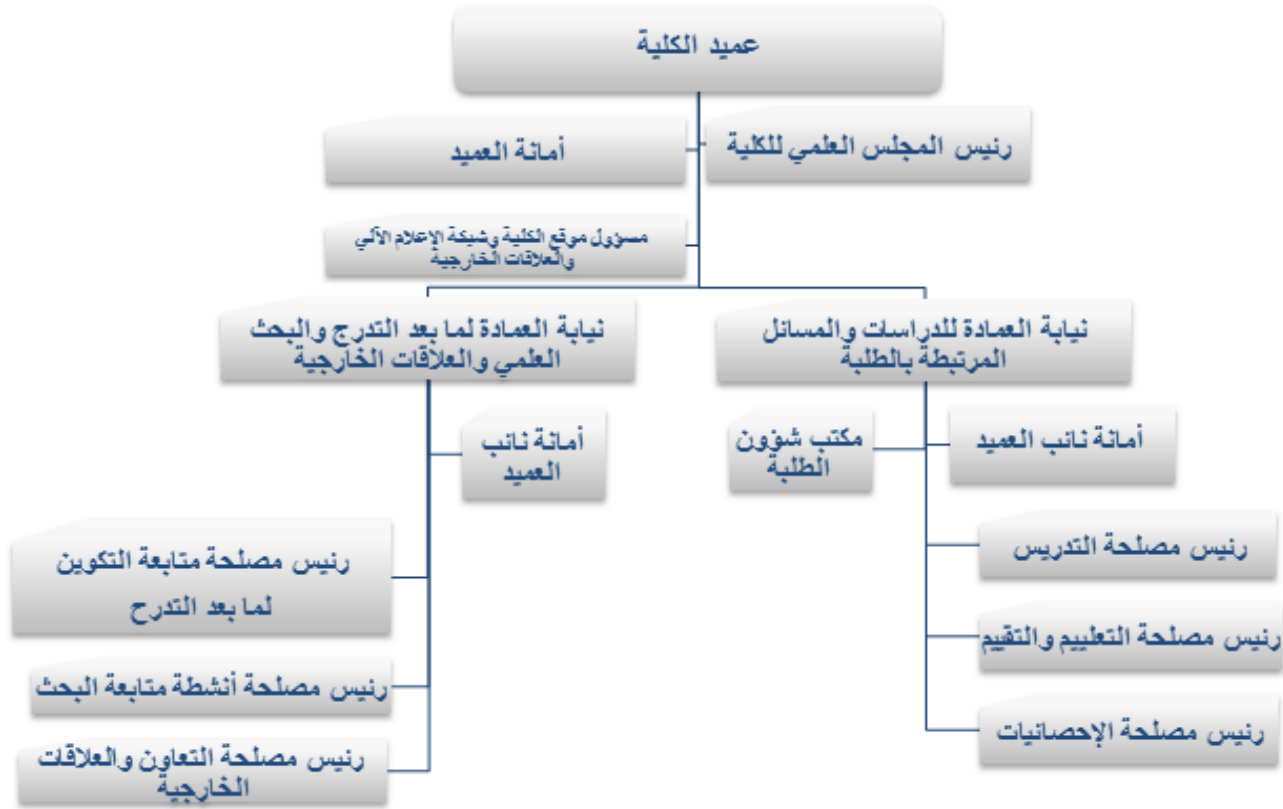 عميد الكلية
رئيس المجلس العلمي للكلية
أمانة العميد
مسؤول موقع الكلية وشبكة الإعلام الآلي
والعلاقات الخارجية
نيابة العمادة للدراسات والمسائل
المرتبطة بالطلبة
نيابة العمادة لما بعد التدرج والبحث
العلمي والعلاقات الخارجية
أمانة نائب العميد
مكتب شؤون
الطلبة
أمانة نائب
العميد
رئيس مصلحة التدريس
رئيس مصلحة التعلييم والتقييم
رئيس مصلحة الإحصائيات
رئيس مصلحة متابعة التكوين
لما بعد التدرح
رئيس مصلحة أنشطة متابعة البحث
رئيس مصلحة التعاون والعلاقات
الخارجية